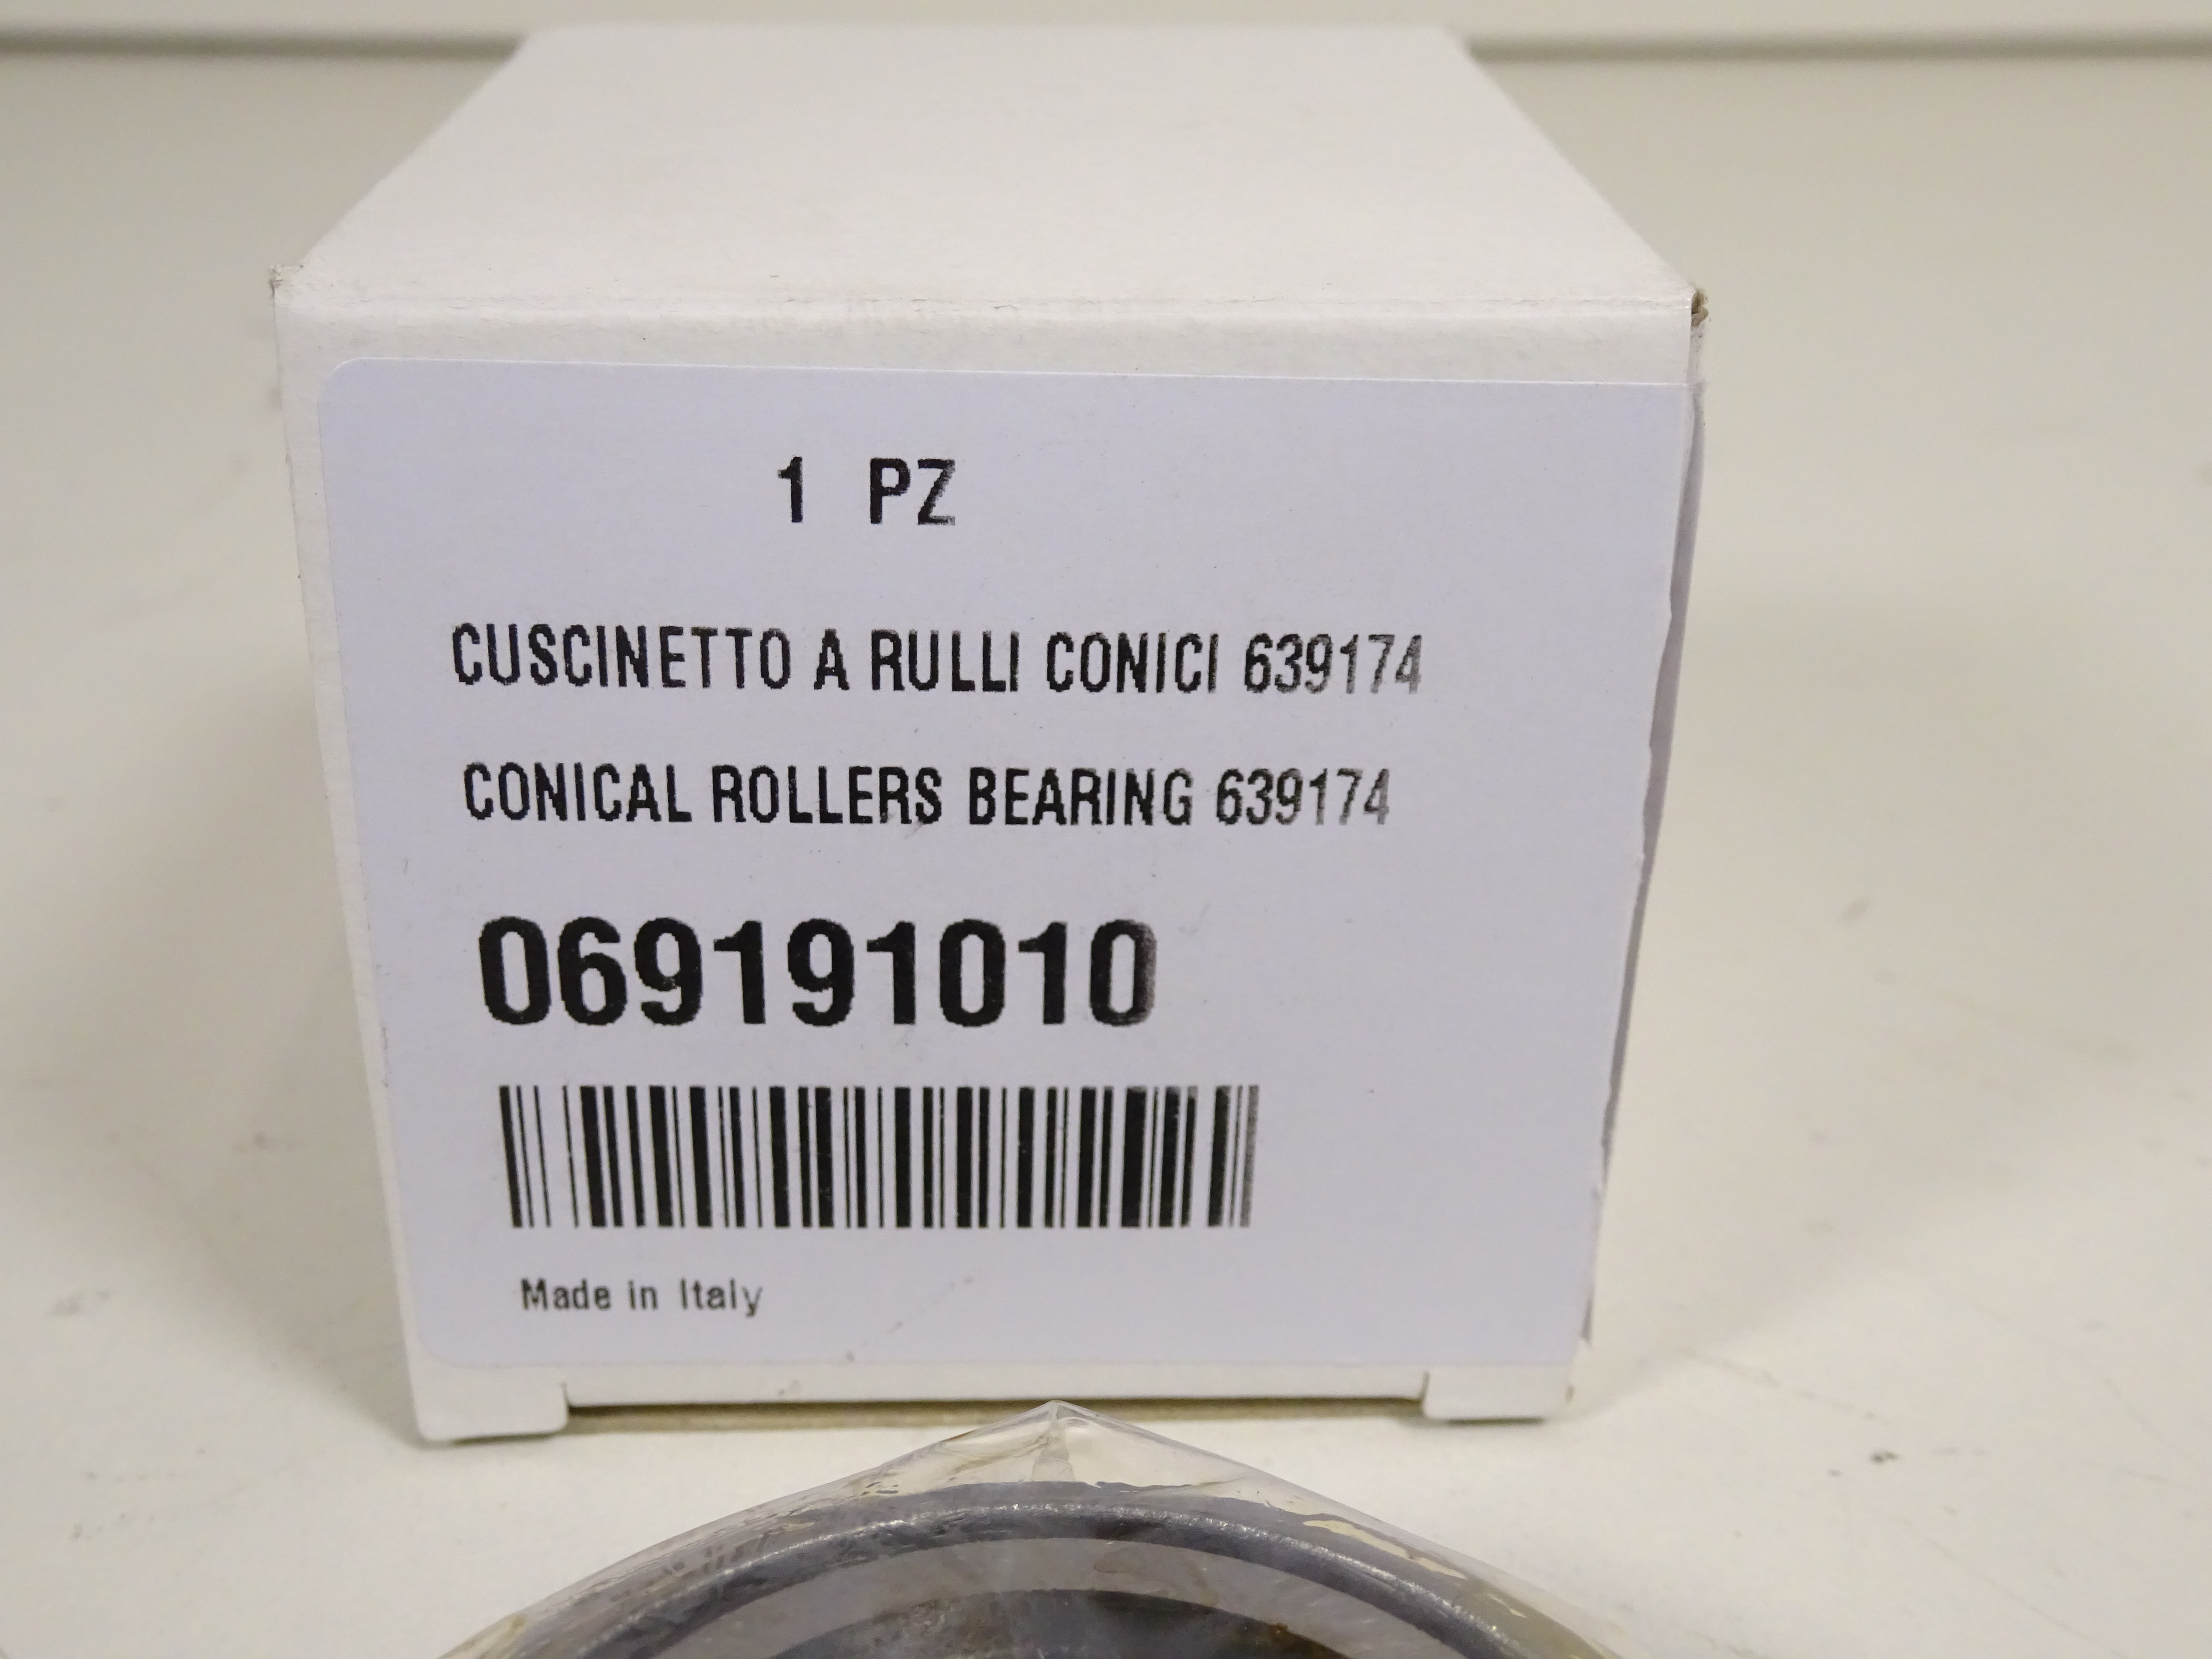 1 PZ
CUSCINETTO A RULLI CONICI 639174
CONICAL ROLLERS BEARING 639174
069191010
Made in Italy